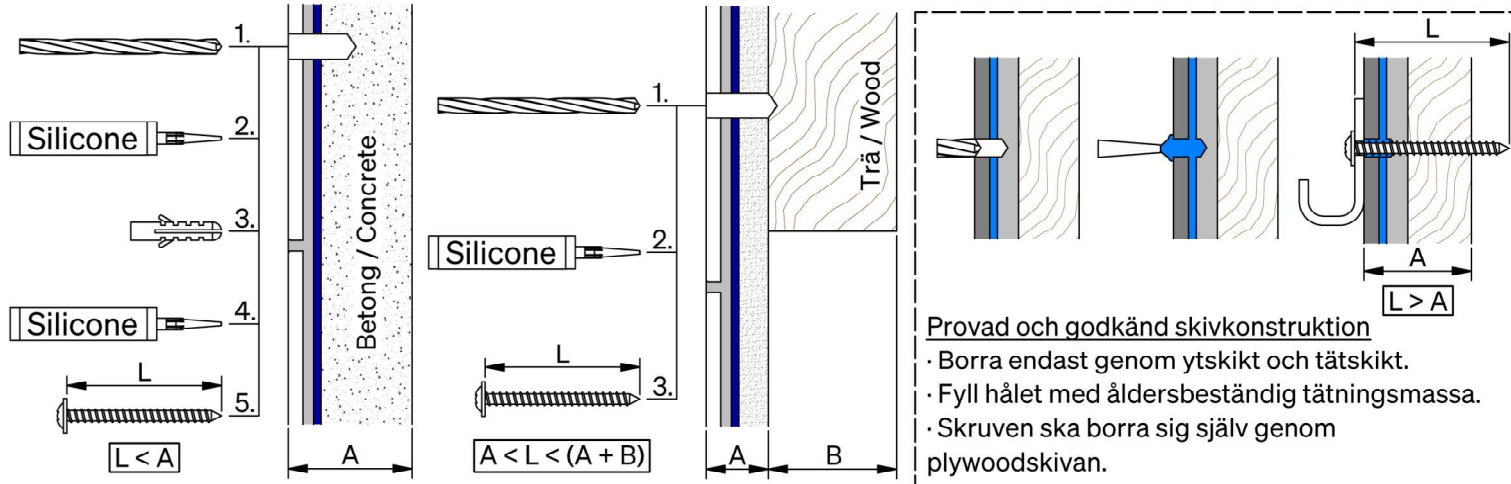 1.
Silicone
2.
3.
Silicone
4.
L
5.
L < A
Betong / Concrete
A
1.
Silicone
2.
L
3.
A < L < (A + B)
Trä / Wood
A
B
L
A
L > A
Provad och godkänd skivkonstruktion
· Borra endast genom ytskikt och tätskikt.
· Fyll hålet med åldersbeständig tätningsmassa.
· Skruven ska borra sig själv genom
plywoodskivan.